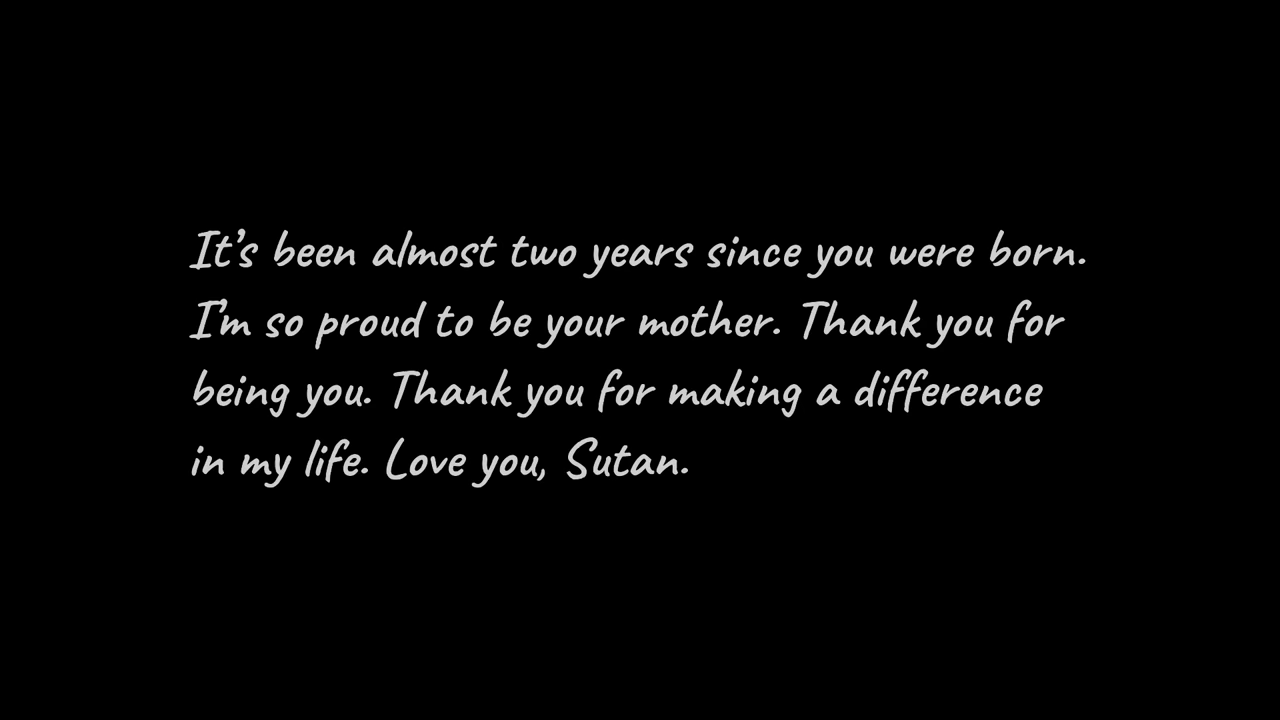 It’s been almost two years since you were born.
I’m so proud to be your mother. Thank you for
being you. Thank you for making a difference
in my life. Love you, Sutan.